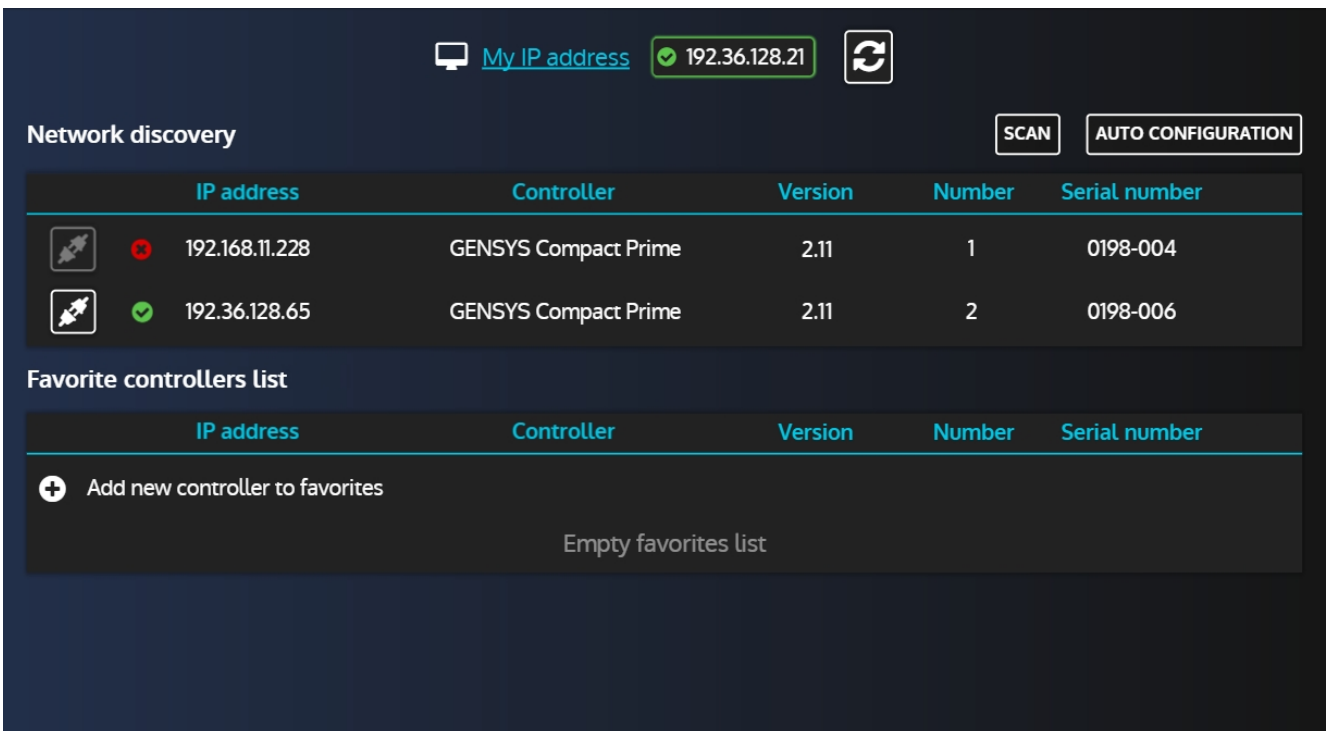 My IP address 192.36.128.21
Network discovery SCAN AUTO CONFIGURATION
IP address Controller Version Number Serial number
192.168.11.228 GENSYS Compact Prime 2.11 1 0198-004
192.36.128.65 GENSYS Compact Prime 2.11 2 0198-006
Favorite controllers list
IP address Controller Version Number Serial number
Add new controller to favorites
Empty favorites list